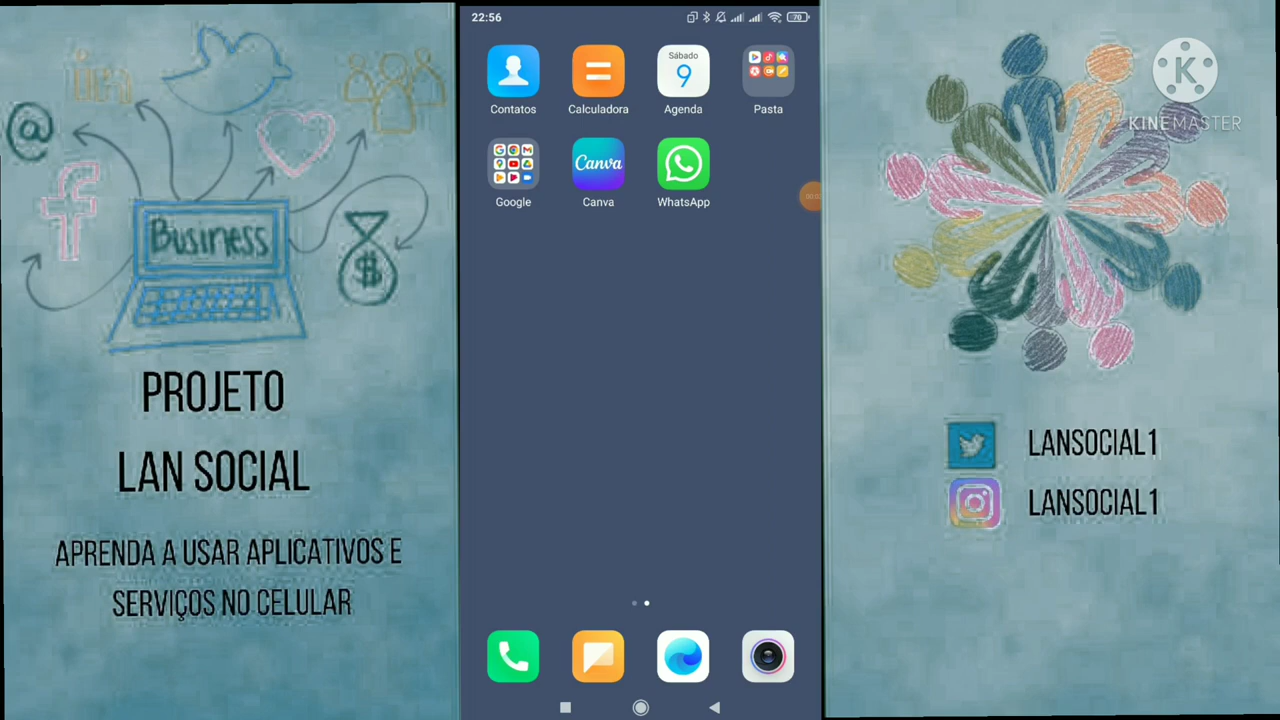 @
Business
$
PROJETO
LAN SOCIAL
APRENDA A USAR APLICATIVOS E
SERVIÇOS NO CELULAR
22:56
70
Contatos
Calculadora
Sábado
9
Agenda
Pasta
Google
Canva
Canva
WhatsApp
K
KINEMASTER
LANSOCIAL1
LANSOCIAL1